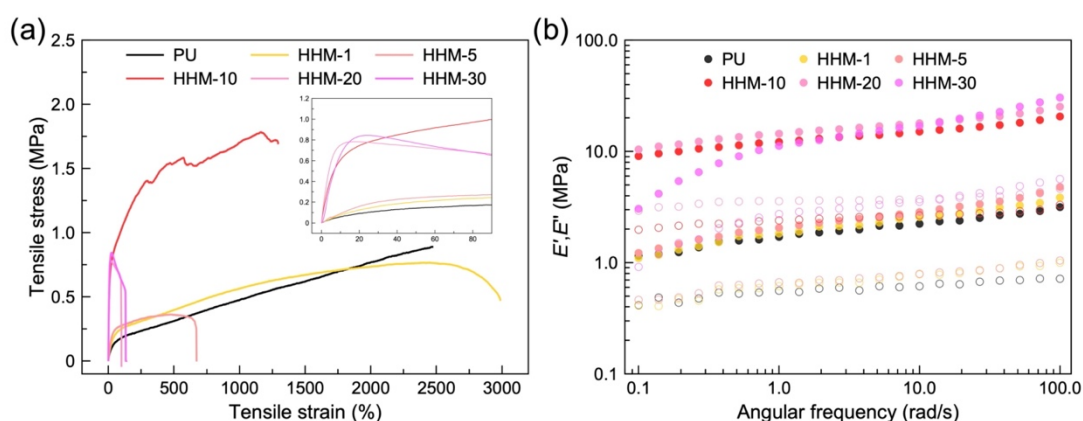 (a)
2.5
2.0
1.5
1.0
0.5
0
Tensile stress (MPa)
PU HHM-1 HHM-5
HHM-10 HHM-20 HHM-30
1.2
1.0
0.8
0.6
0.4
0.2
0.0
0 20 40 60 80
0 500 1000 1500 2000 2500 3000
Tensile strain (%)
(b)
100.0
10.0
1.0
0.1
E′,E″ (MPa)
PU HHM-1 HHM-5
HHM-10 HHM-20 HHM-30
0.1 1.0 10.0 100.0
Angular frequency (rad/s)